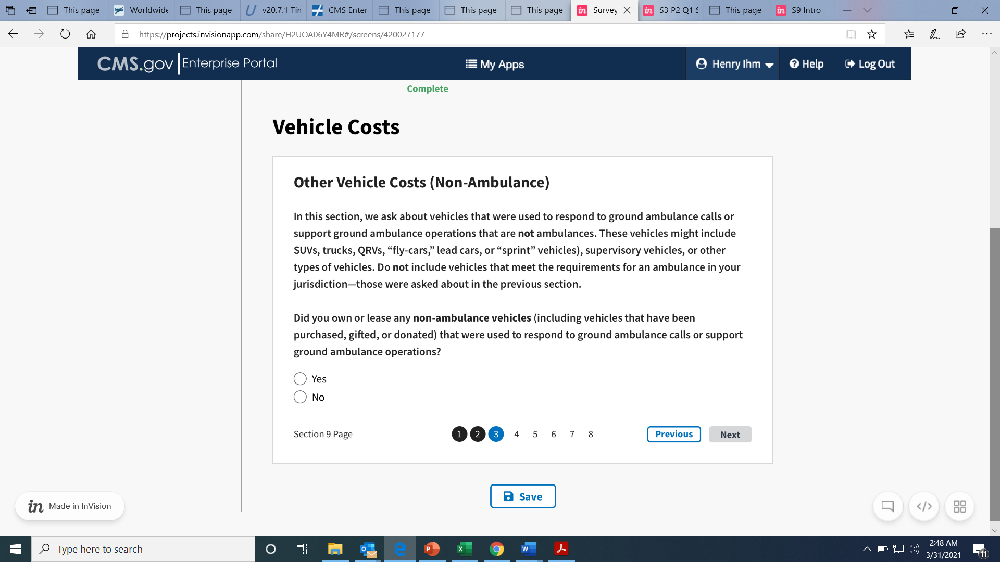 This page
Worldwide
This page
v20.7.1 Tin
CMS Enter
This page
This page
This page
Survey
S3 P2 Q1 S
This page
S9 Intro
https://projects.invisionapp.com/share/H2UOA06Y4MR#/screens/420027177
CMS.gov Enterprise Portal
My Apps
Henry Ihm
Help
Log Out
Complete
Vehicle Costs
Other Vehicle Costs (Non-Ambulance)
In this section, we ask about vehicles that were used to respond to ground ambulance calls or
support ground ambulance operations that are not ambulances. These vehicles might include
SUVs, trucks, QRVs, “fly-cars,” lead cars, or “sprint” vehicles), supervisory vehicles, or other
types of vehicles. Do not include vehicles that meet the requirements for an ambulance in your
jurisdiction—those were asked about in the previous section.
Did you own or lease any non-ambulance vehicles (including vehicles that have been
purchased, gifted, or donated) that were used to respond to ground ambulance calls or support
ground ambulance operations?
Yes
No
Section 9 Page
1 2 3 4 5 6 7 8
Previous
Next
Save
in Made in InVision
Type here to search
2:48 AM
3/31/2021
11